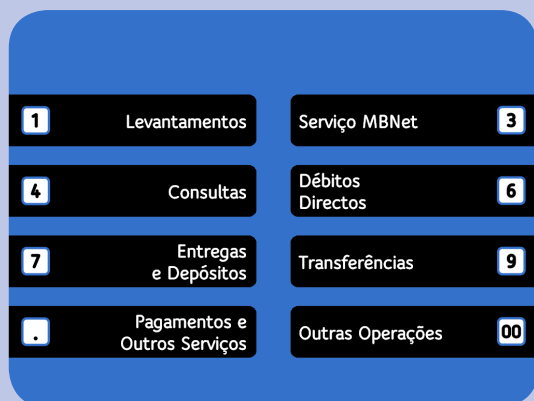 1 Levantamentos
Serviço MBNet 3
4 Consultas
Débitos
Directos 6
7 Entregas
e Depósitos
Transferências 9
. Pagamentos e
Outros Serviços
Outras Operações 00